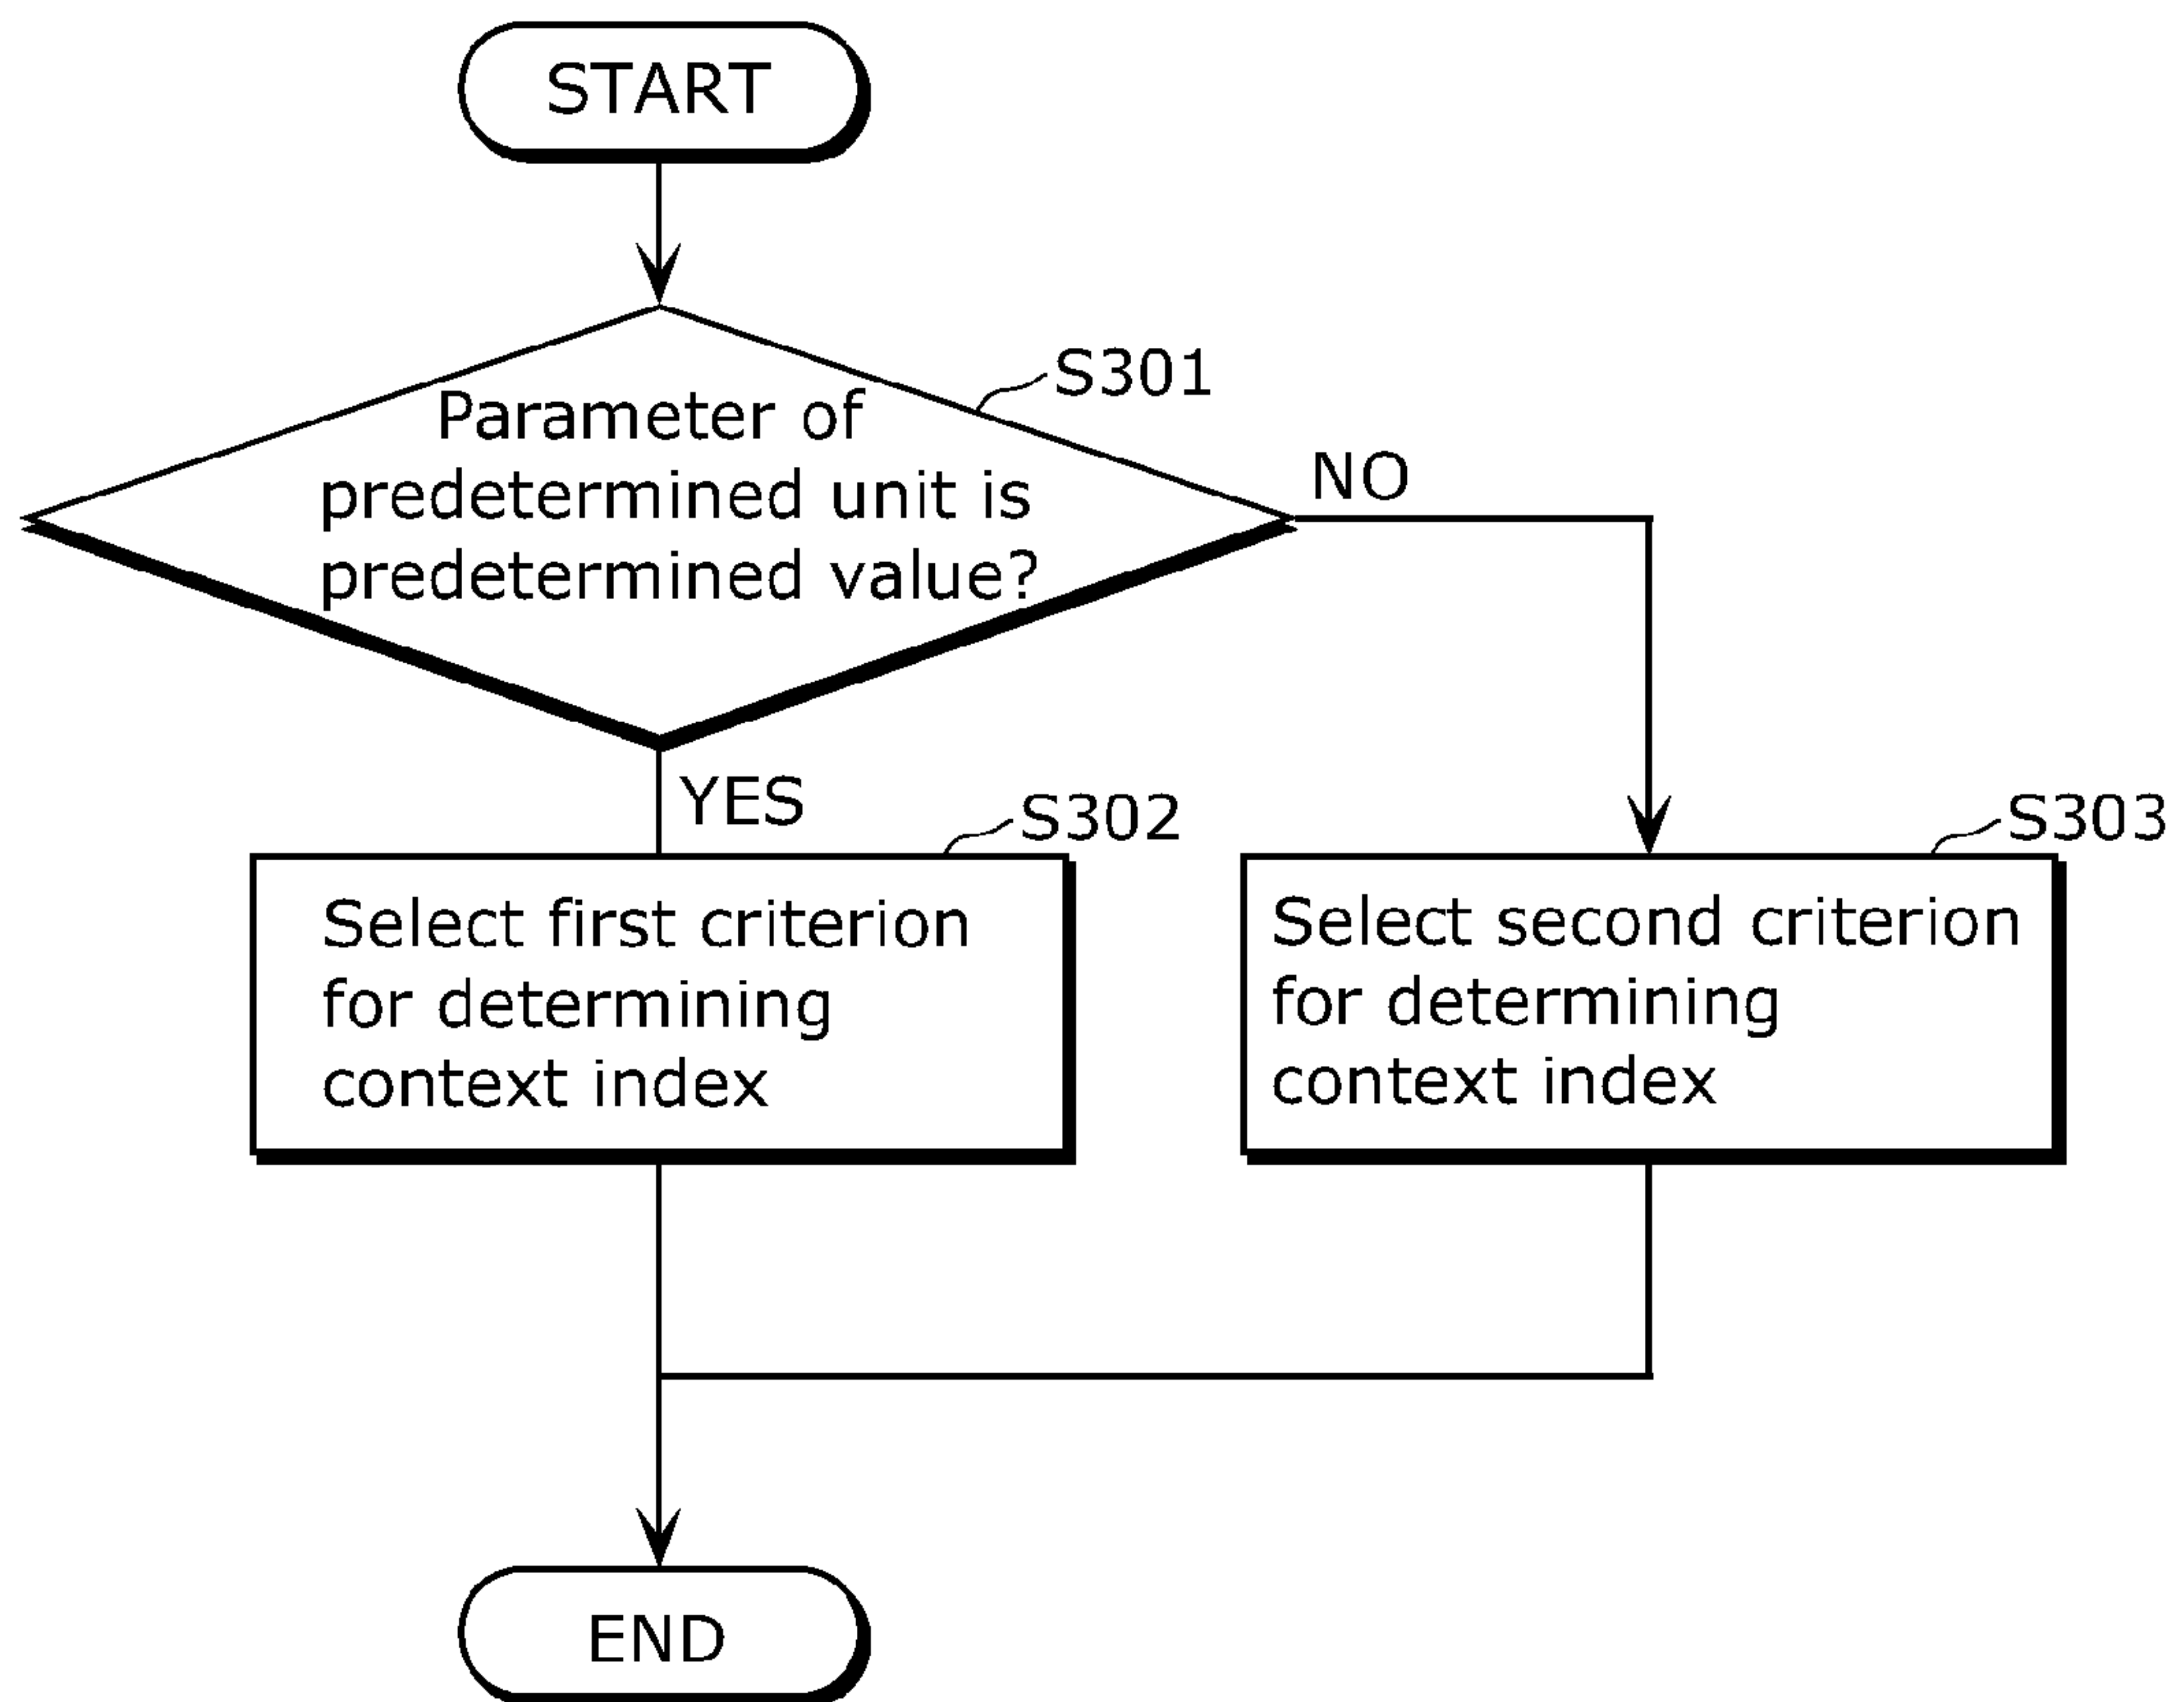 START
S301
Parameter of
predetermined unit is
predetermined value?
NO
YES
S302
Select first criterion
for determining
context index
S303
Select second criterion
for determining
context index
END